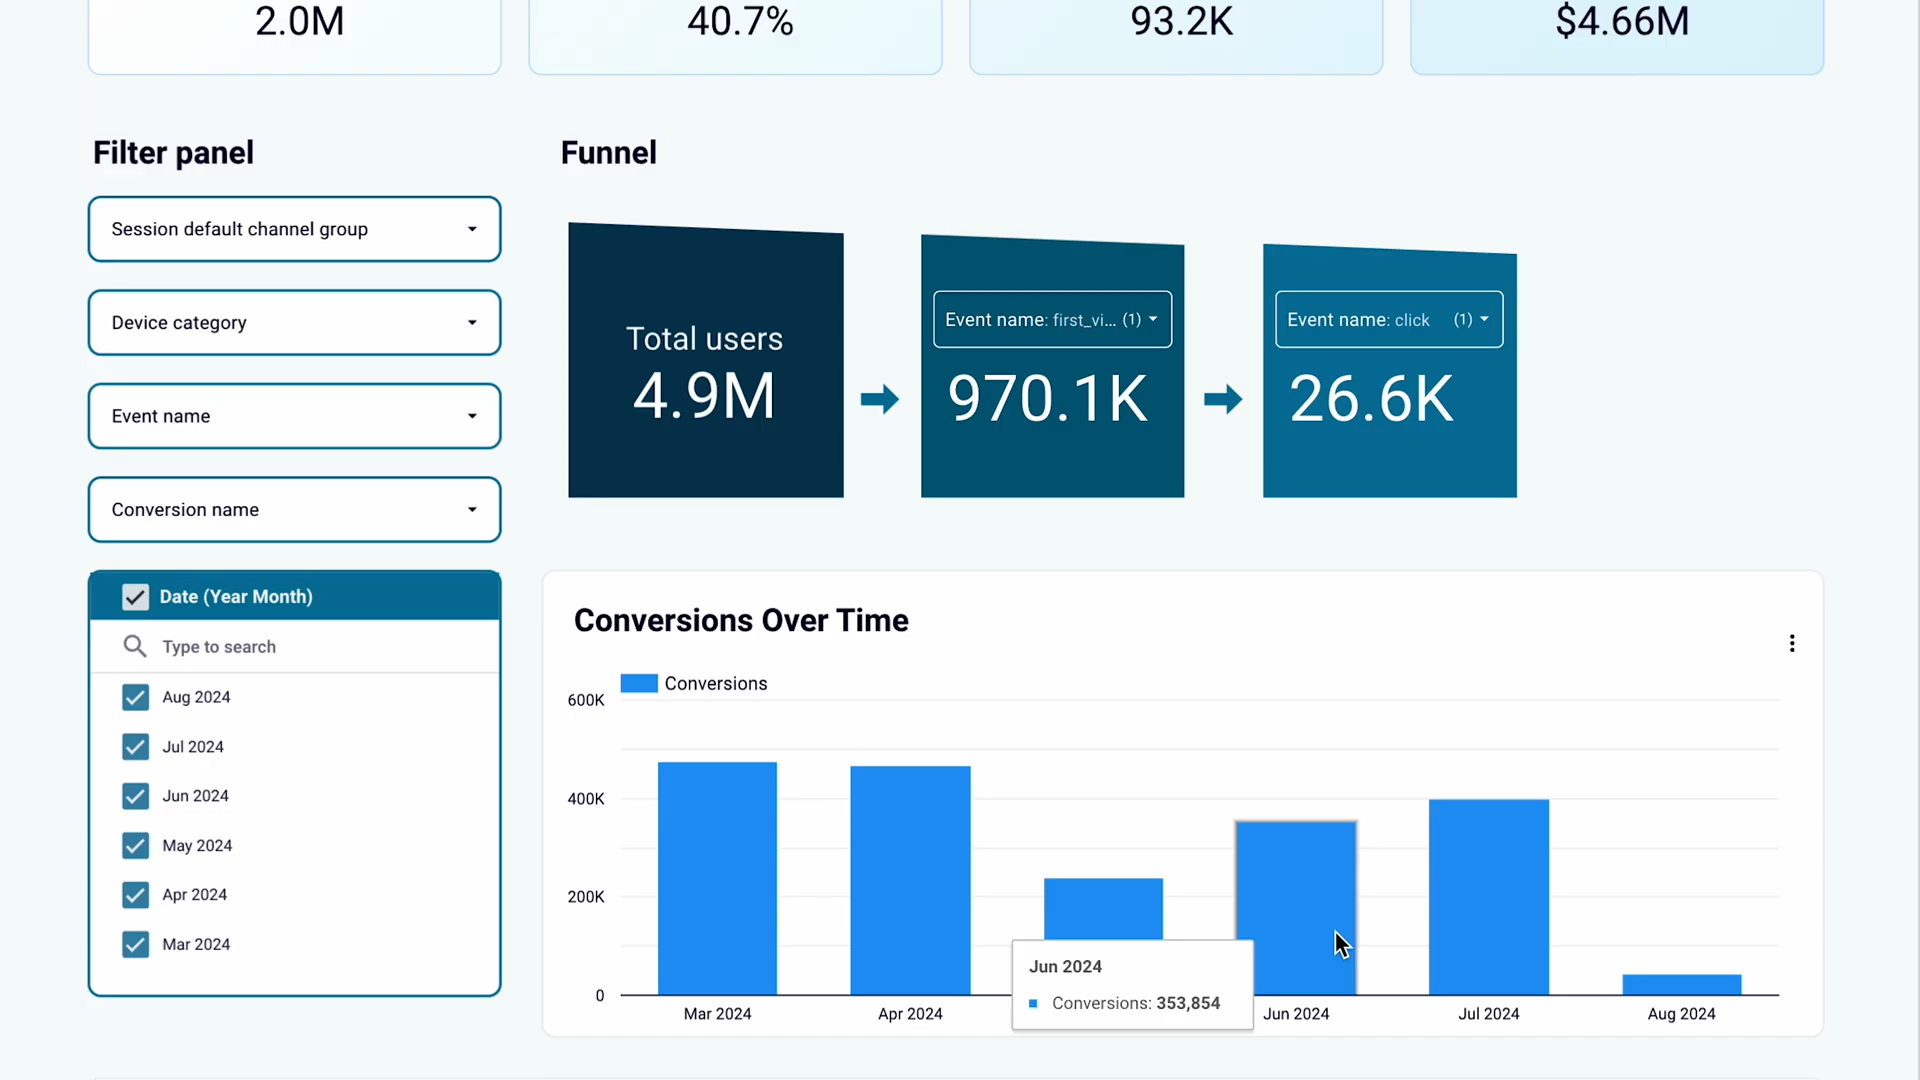 2.0M
40.7%
93.2K
$4.66M
Filter panel
Session default channel group
Device category
Event name
Conversion name
Date (Year Month)
Type to search
Aug 2024
Jul 2024
Jun 2024
May 2024
Apr 2024
Mar 2024
Funnel
Total users
4.9M
Event name: first_vi... (1)
970.1K
Event name: click (1)
26.6K
Conversions Over Time
Conversions
600K
400K
200K
0
Mar 2024
Apr 2024
Jun 2024
Conversions: 353,854
Jun 2024
Jul 2024
Aug 2024